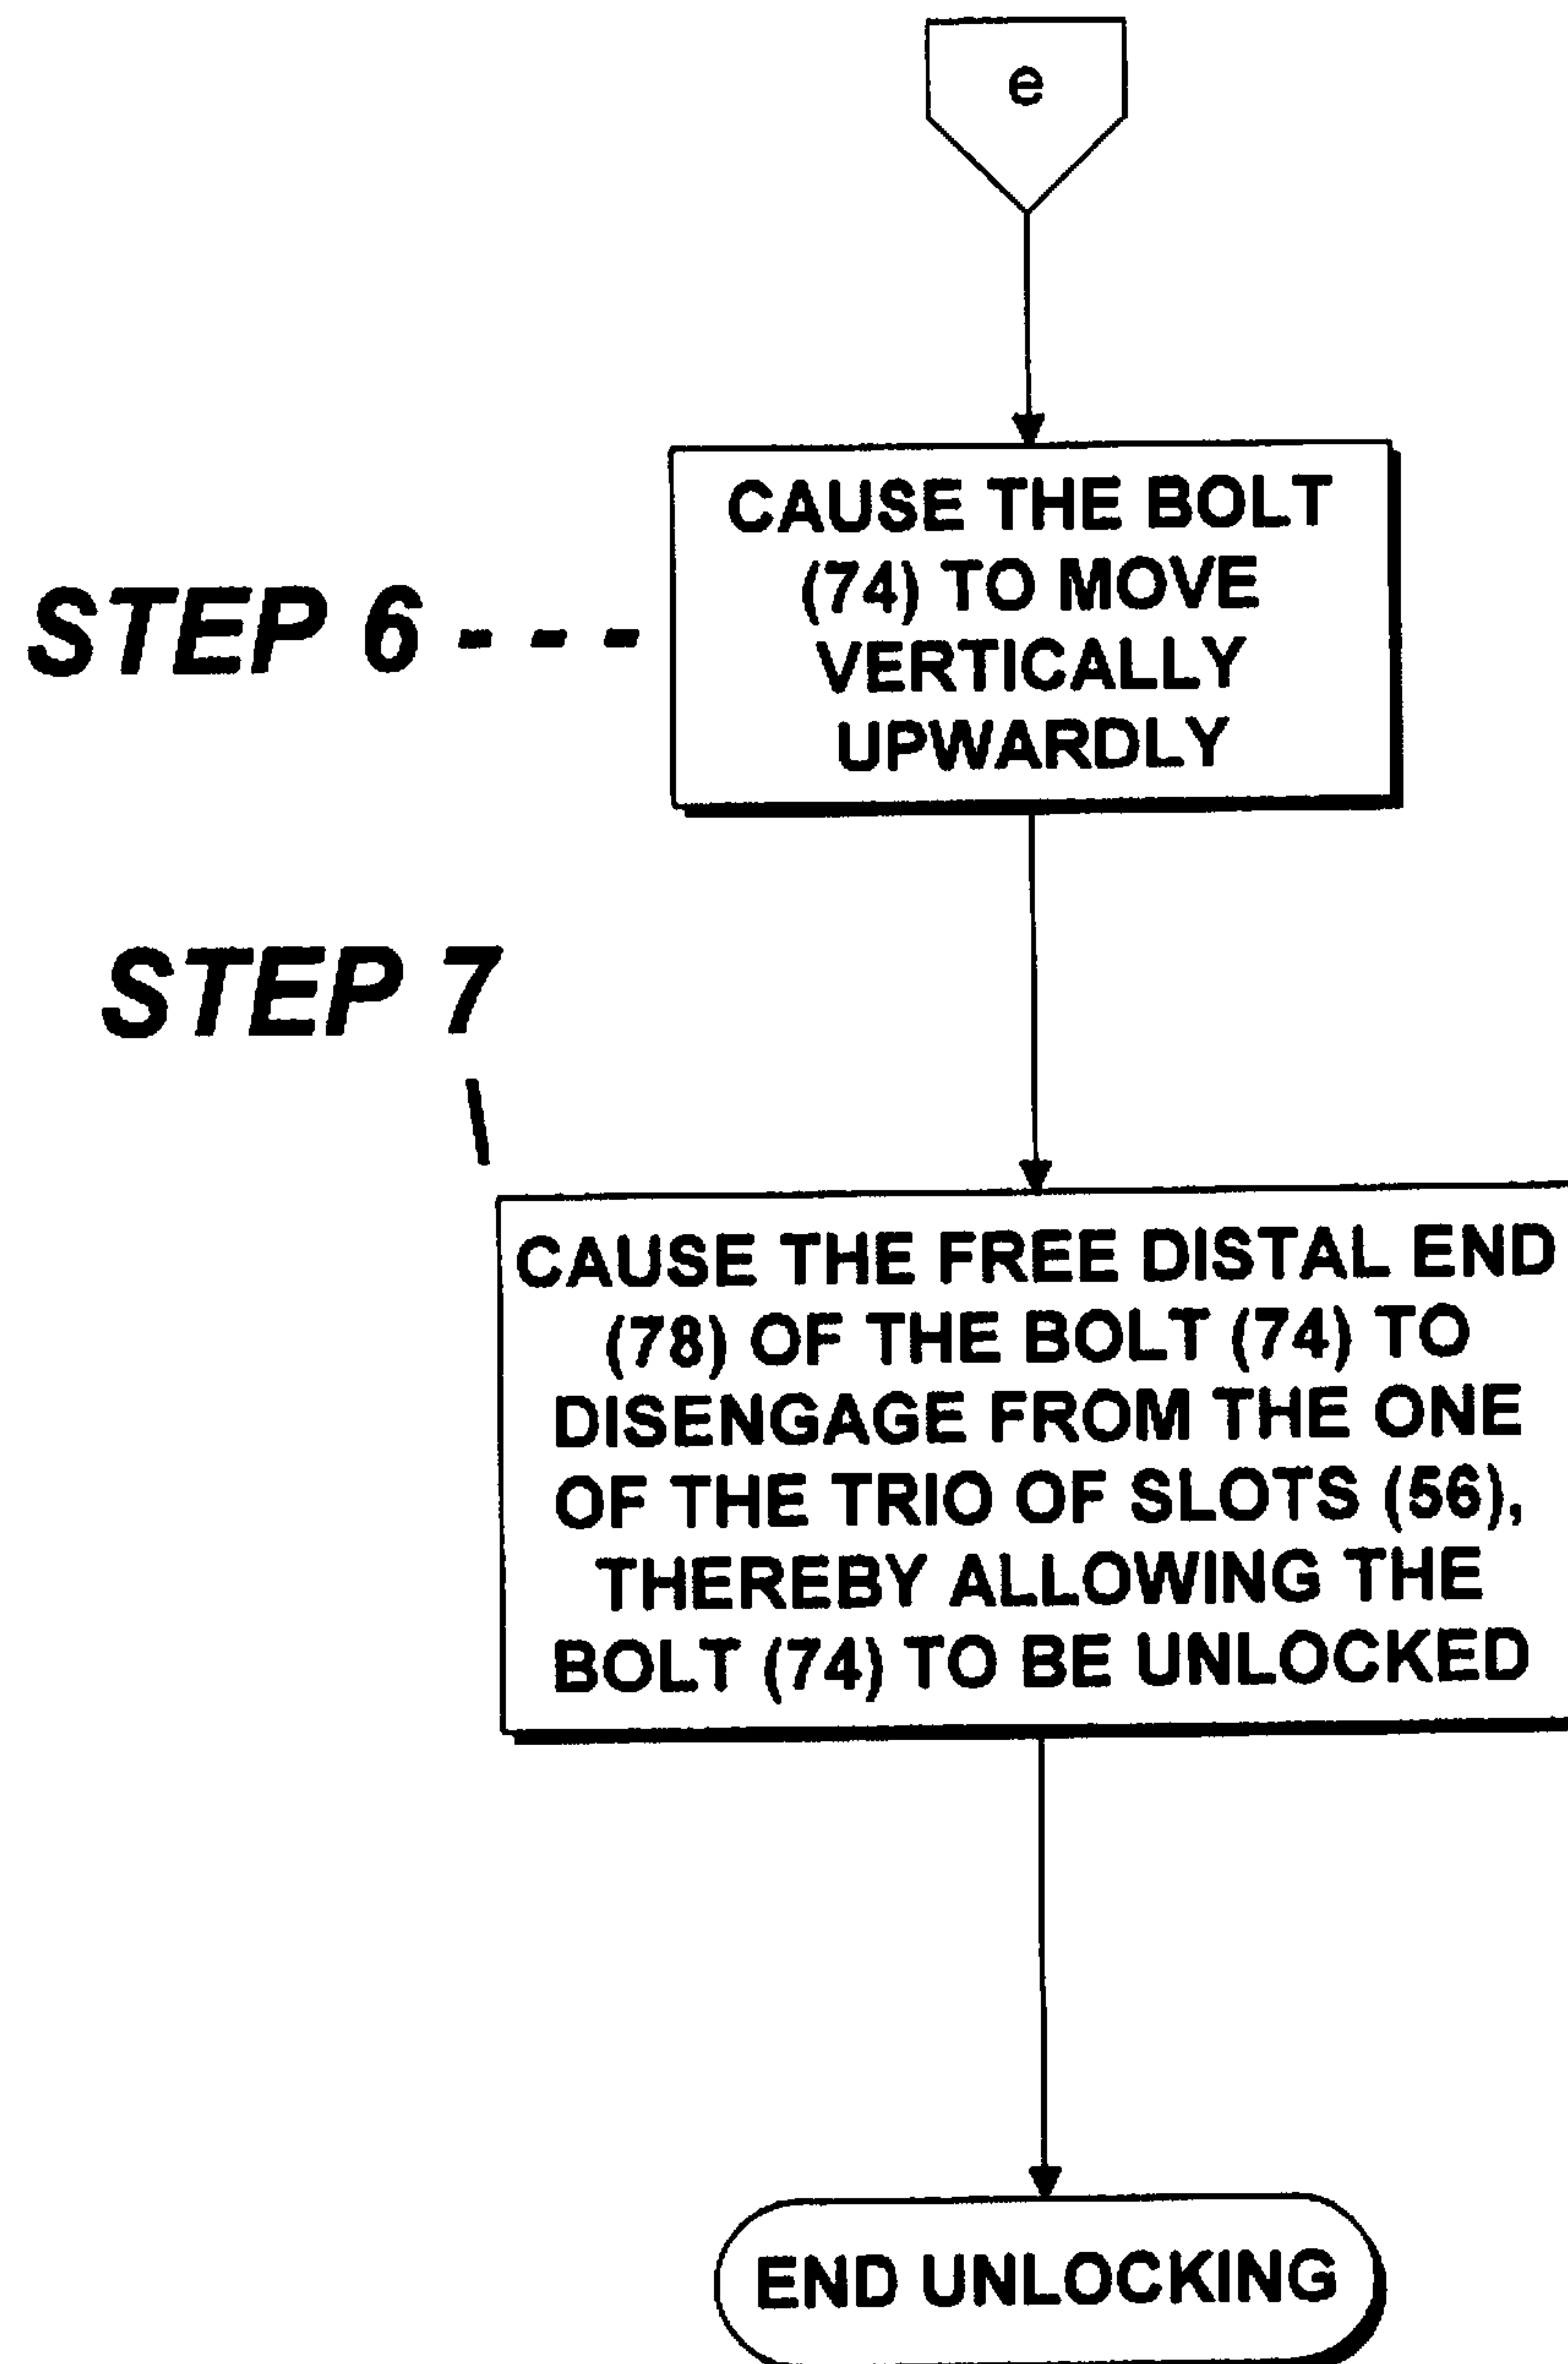 e
CAUSE THE BOLT
(74) TO MOVE
VERTICALLY
UPWARDLY
STEP 6 - - -
STEP 7
CAUSE THE FREE DISTAL END
(78) OF THE BOLT (74) TO
DISENGAGE FROM THE ONE
OF THE TRIO OF SLOTS (56),
THEREBY ALLOWING THE
BOLT (74) TO BE UNLOCKED
END UNLOCKING